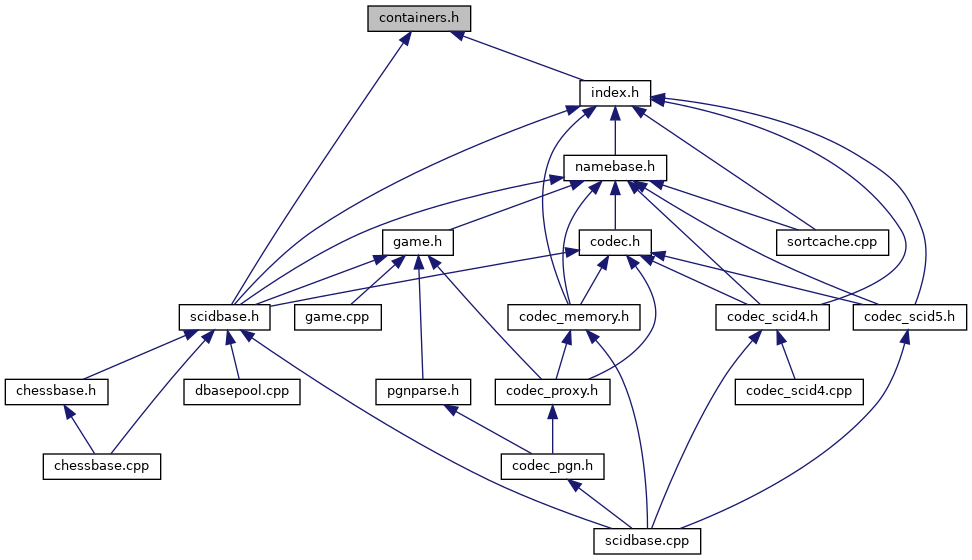 containers.h
index.h
namebase.h
game.h
codec.h
sortcache.cpp
scidbase.h
game.cpp
codec_memory.h
codec_scid4.h
codec_scid5.h
chessbase.h
dbasepool.cpp
pgnparse.h
codec_proxy.h
codec_scid4.cpp
chessbase.cpp
codec_pgn.h
scidbase.cpp